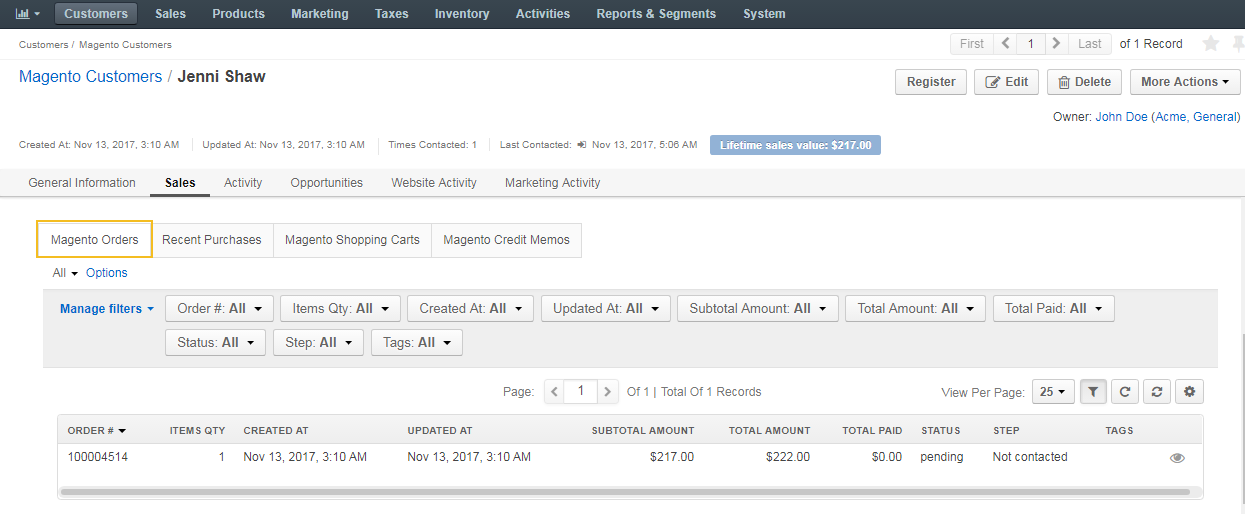 Customers Sales Products Marketing Taxes Inventory Activities Reports & Segments System
Customers / Magento Customers First 1 Last of 1 Record
Magento Customers / Jenni Shaw
Register Edit Delete More Actions
Owner: John Doe (Acme, General)
Created At: Nov 13, 2017, 3:10 AM Updated At: Nov 13, 2017, 3:10 AM Times Contacted: 1 Last Contacted: Nov 13, 2017, 5:06 AM Lifetime sales value: $217.00
General Information Sales Activity Opportunities Website Activity Marketing Activity
Magento Orders Recent Purchases Magento Shopping Carts Magento Credit Memos
All Options
Manage filters Order #: All Items Qty: All Created At: All Updated At: All Subtotal Amount: All Total Amount: All Total Paid: All
Status: All Step: All Tags: All
Page: 1 Of 1 | Total Of 1 Records View Per Page: 25
ORDER # ITEMS QTY CREATED AT UPDATED AT SUBTOTAL AMOUNT TOTAL AMOUNT TOTAL PAID STATUS STEP TAGS
100004514 1 Nov 13, 2017, 3:10 AM Nov 13, 2017, 3:10 AM $217.00 $222.00 $0.00 pending Not contacted